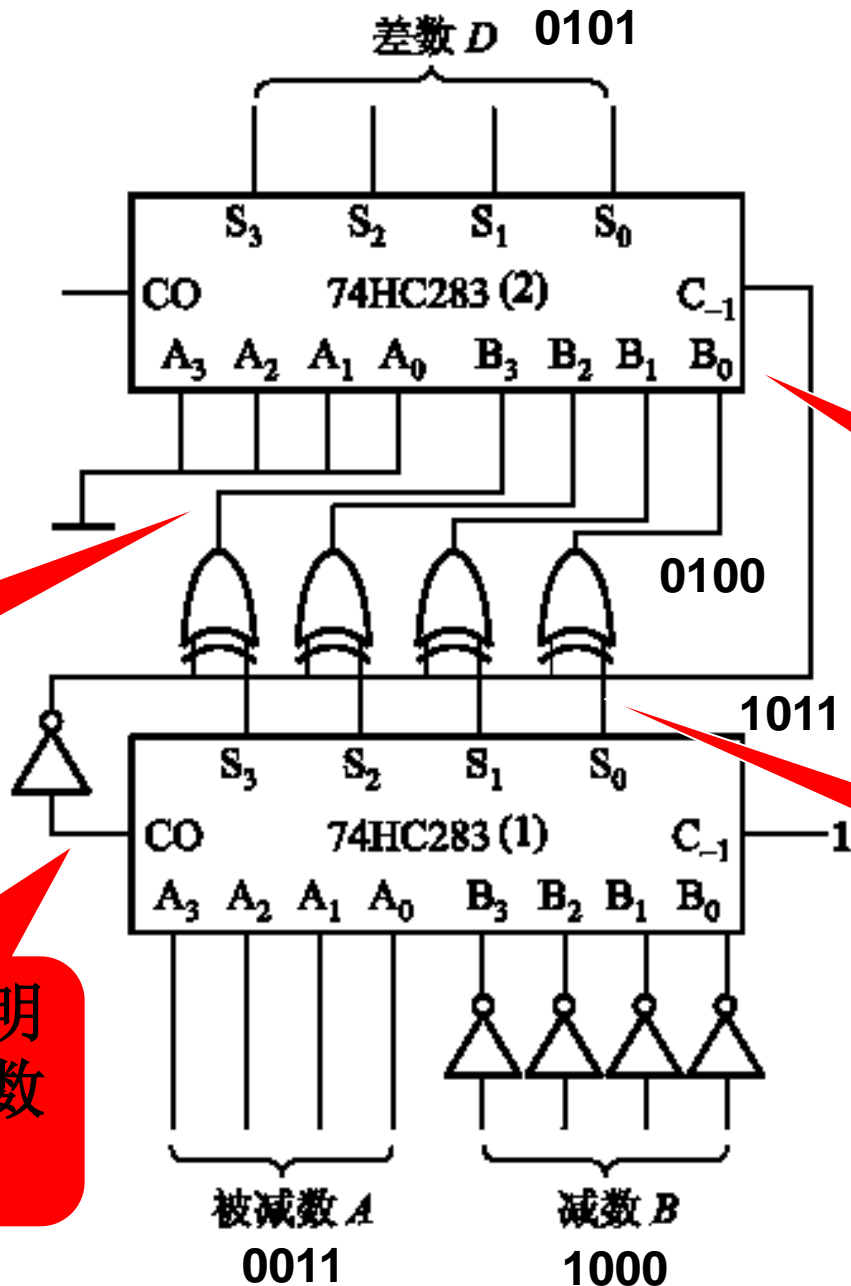 差数 D 0101
S₃ S₂ S₁ S₀
CO 74HC283 (2) C₋₁
A₃ A₂ A₁ A₀ B₃ B₂ B₁ B₀
0100
1011
S₃ S₂ S₁ S₀
CO 74HC283 (1) C₋₁ 1
A₃ A₂ A₁ A₀ B₃ B₂ B₁ B₀
明
数
被减数 A 减数 B
0011 1000